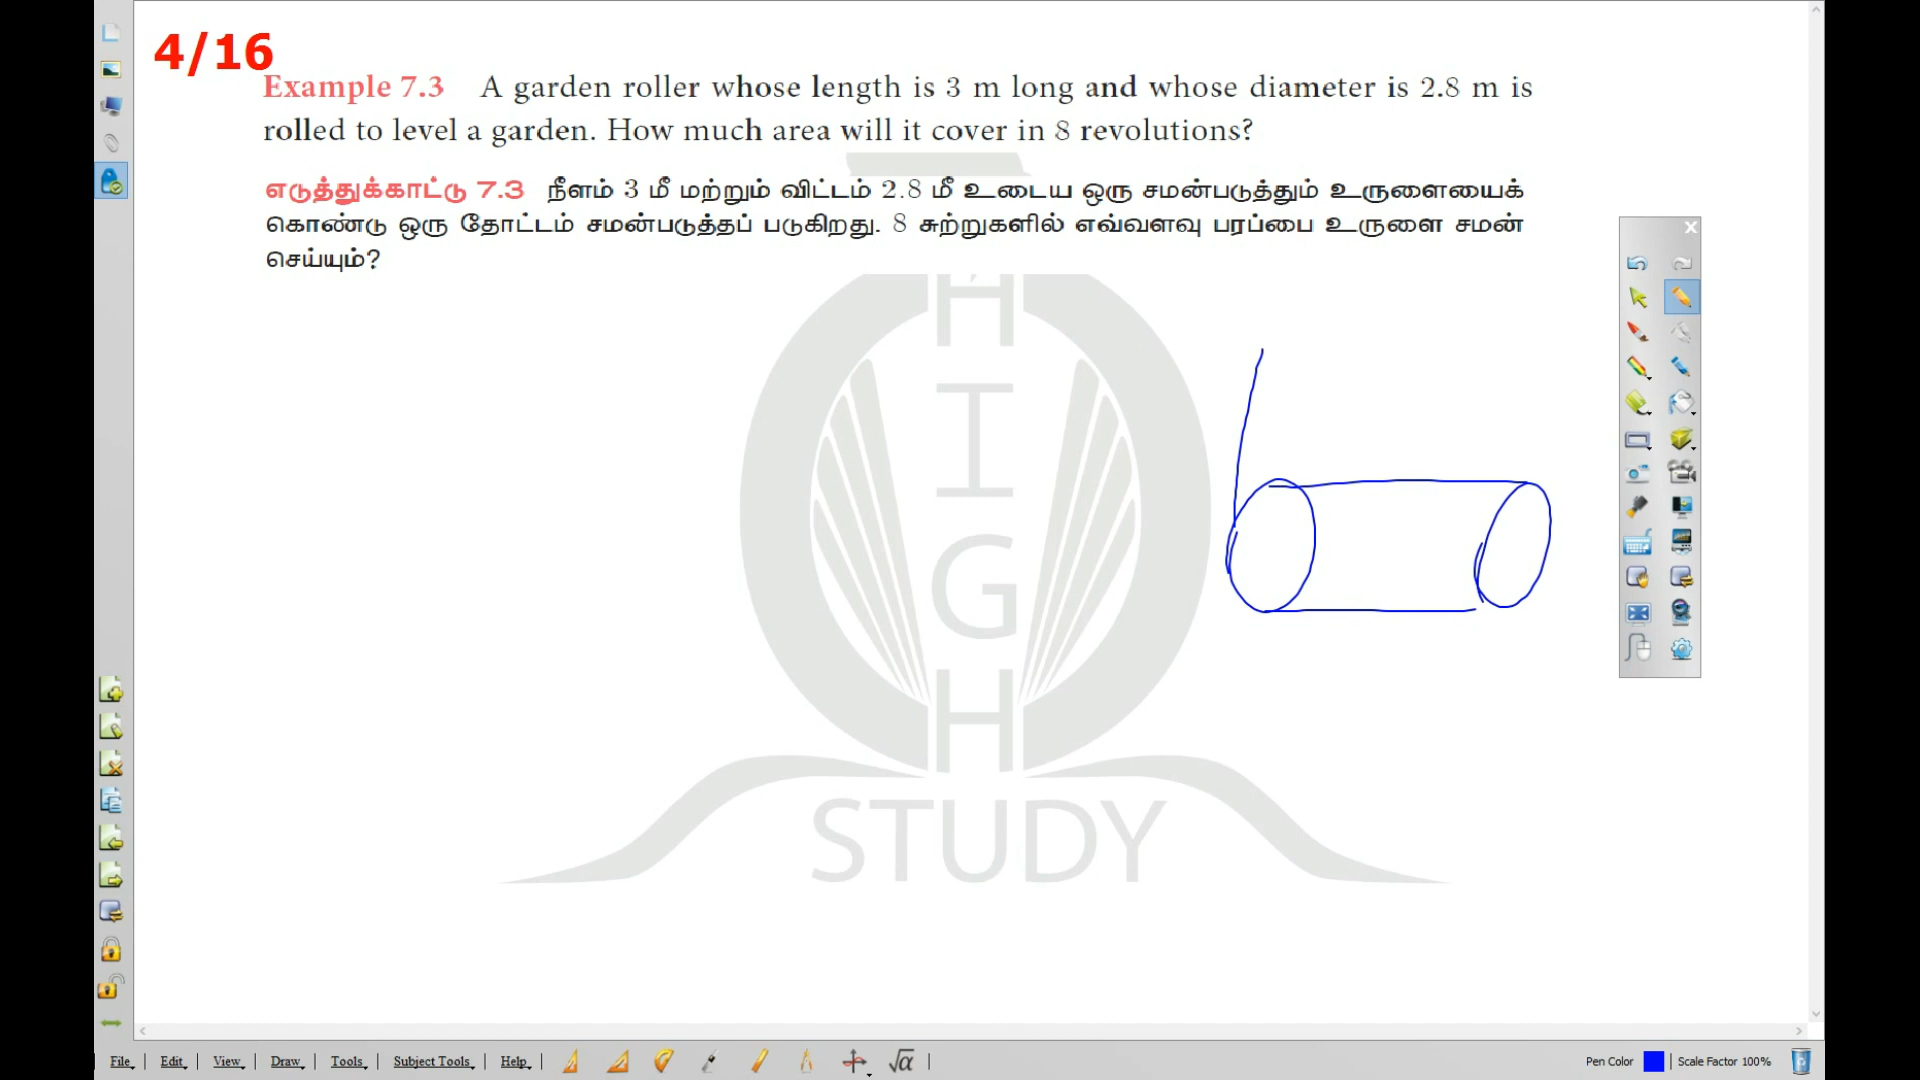 4/16
Example 7.3 A garden roller whose length is 3 m long and whose diameter is 2.8 m is
rolled to level a garden. How much area will it cover in 8 revolutions?
எடுத்துக்காட்டு 7.3 நீளம் 3 மீ மற்றும் விட்டம் 2.8 மீ உடைய ஒரு சமன்படுத்தும் உருளையைக்
கொண்டு ஒரு தோட்டம் சமன்படுத்தப் படுகிறது. 8 சுற்றுகளில் எவ்வளவு பரப்பை உருளை சமன்
செய்யும்?
H
I
G
H
STUDY
File Edit View Draw Tools Subject Tools Help √α Pen Color Scale Factor 100%